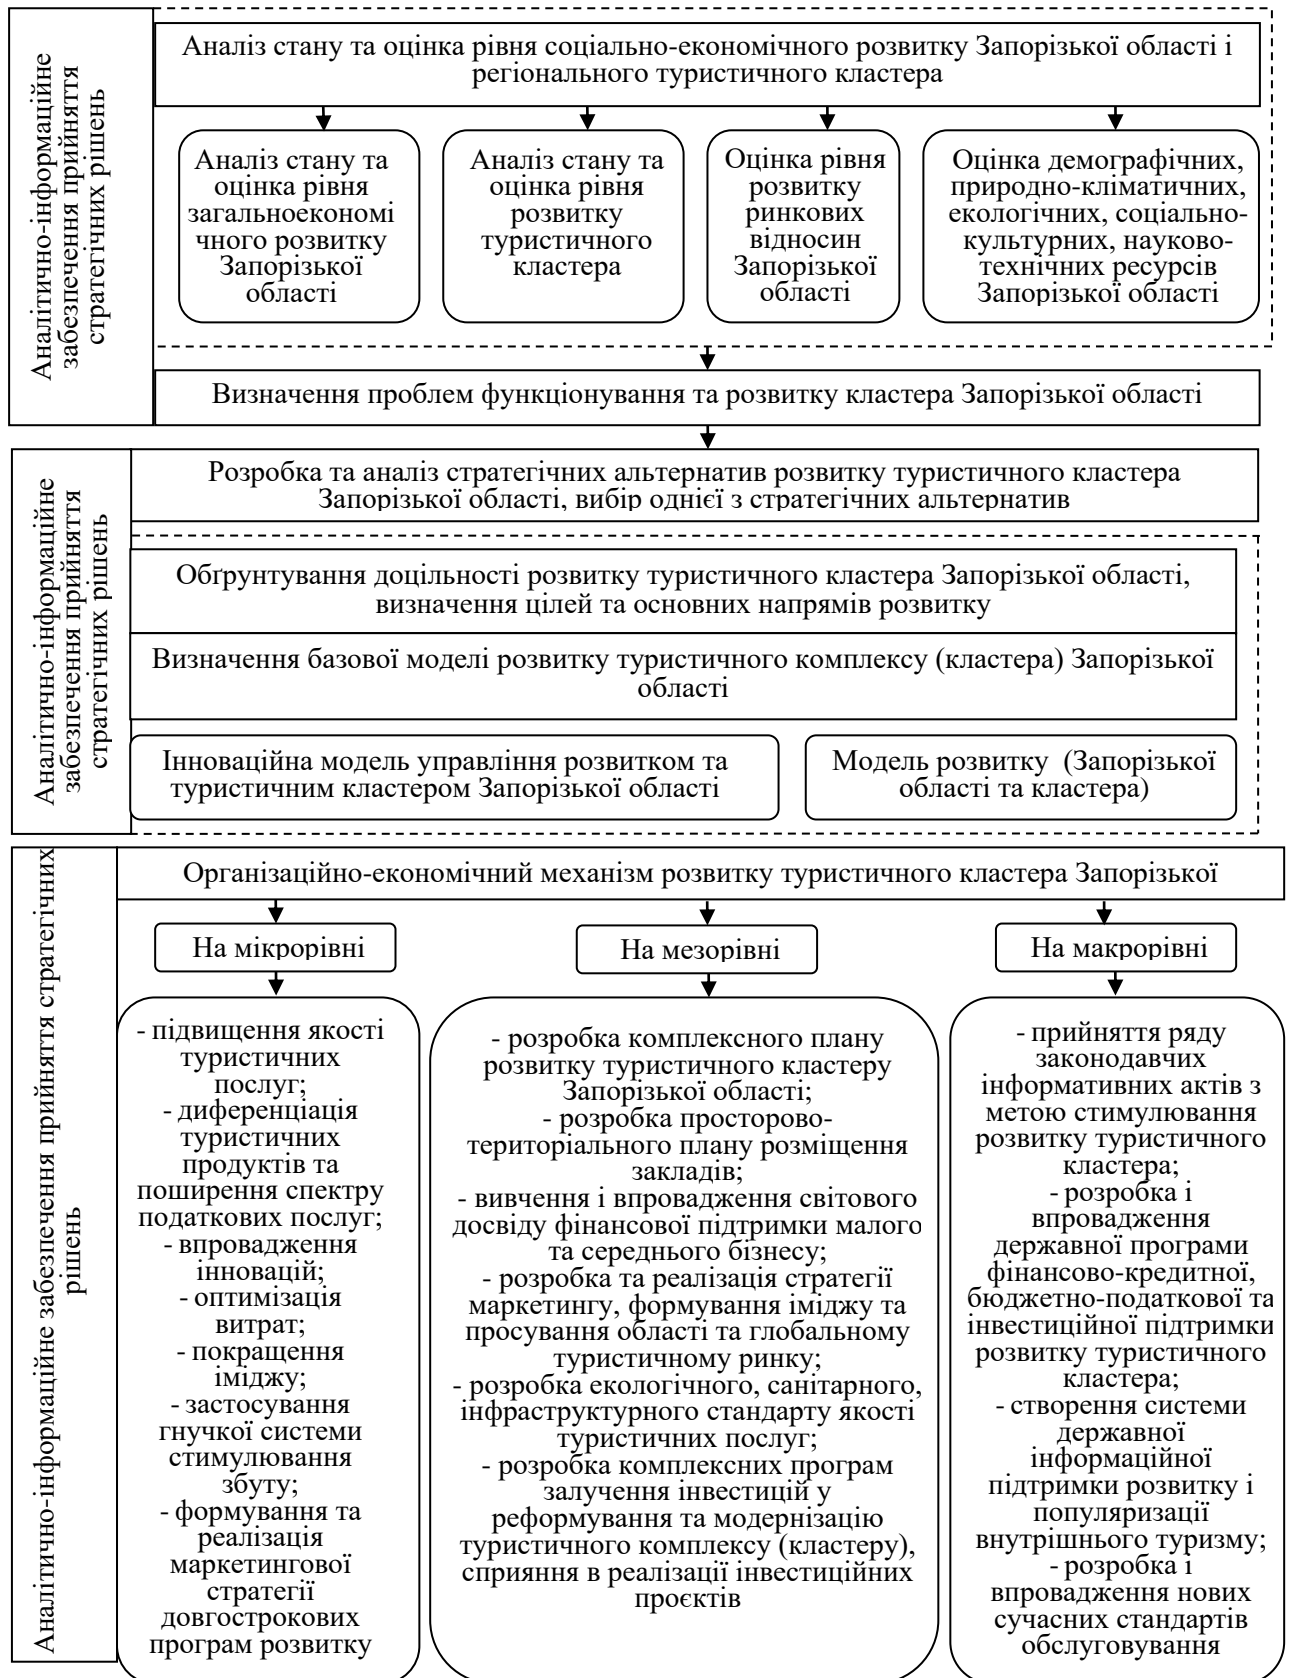 Аналітично-інформаційне
забезпечення прийняття
стратегічних рішень
Аналіз стану та оцінка рівня соціально-економічного розвитку Запорізької області і
регіонального туристичного кластера
Аналіз стану та
оцінка рівня
загальноекономі
чного розвитку
Запорізької
області
Аналіз стану та
оцінка рівня
розвитку
туристичного
кластера
Оцінка рівня
розвитку
ринкових
відносин
Запорізької
області
Оцінка демографічних,
природно-кліматичних,
екологічних, соціально-
культурних, науково-
технічних ресурсів
Запорізької області
Визначення проблем функціонування та розвитку кластера Запорізької області
Аналітично-інформаційне
забезпечення прийняття
стратегічних рішень
Розробка та аналіз стратегічних альтернатив розвитку туристичного кластера
Запорізької області, вибір однієї з стратегічних альтернатив
Обґрунтування доцільності розвитку туристичного кластера Запорізької області,
визначення цілей та основних напрямів розвитку
Визначення базової моделі розвитку туристичного комплексу (кластера) Запорізької
області
Інноваційна модель управління розвитком та
туристичним кластером Запорізької області
Модель розвитку (Запорізької
області та кластера)
Аналітично-інформаційне забезпечення прийняття стратегічних
рішень
Організаційно-економічний механізм розвитку туристичного кластера Запорізької
На мікрорівні
- підвищення якості
туристичних
послуг;
- диференціація
туристичних
продуктів та
поширення спектру
податкових послуг;
- впровадження
інновацій;
- оптимізація
витрат;
- покращення
іміджу;
- застосування
гнучкої системи
стимулювання
збуту;
- формування та
реалізація
маркетингової
стратегії
довгострокових
програм розвитку
На мезорівні
- розробка комплексного плану
розвитку туристичного кластеру
Запорізької області;
- розробка просторово-
територіального плану розміщення
закладів;
- вивчення і впровадження світового
досвіду фінансової підтримки малого
та середнього бізнесу;
- розробка та реалізація стратегії
маркетингу, формування іміджу та
просування області та глобальному
туристичному ринку;
- розробка екологічного, санітарного,
інфраструктурного стандарту якості
туристичних послуг;
- розробка комплексних програм
залучення інвестицій у
реформування та модернізацію
туристичного комплексу (кластеру),
сприяння в реалізації інвестиційних
проєктів
На макрорівні
- прийняття ряду
законодавчих
інформативних актів з
метою стимулювання
розвитку туристичного
кластера;
- розробка і
впровадження
державної програми
фінансово-кредитної,
бюджетно-податкової та
інвестиційної підтримки
розвитку туристичного
кластера;
- створення системи
державної
інформаційної
підтримки розвитку і
популяризації
внутрішнього туризму;
- розробка і
впровадження нових
сучасних стандартів
обслуговування